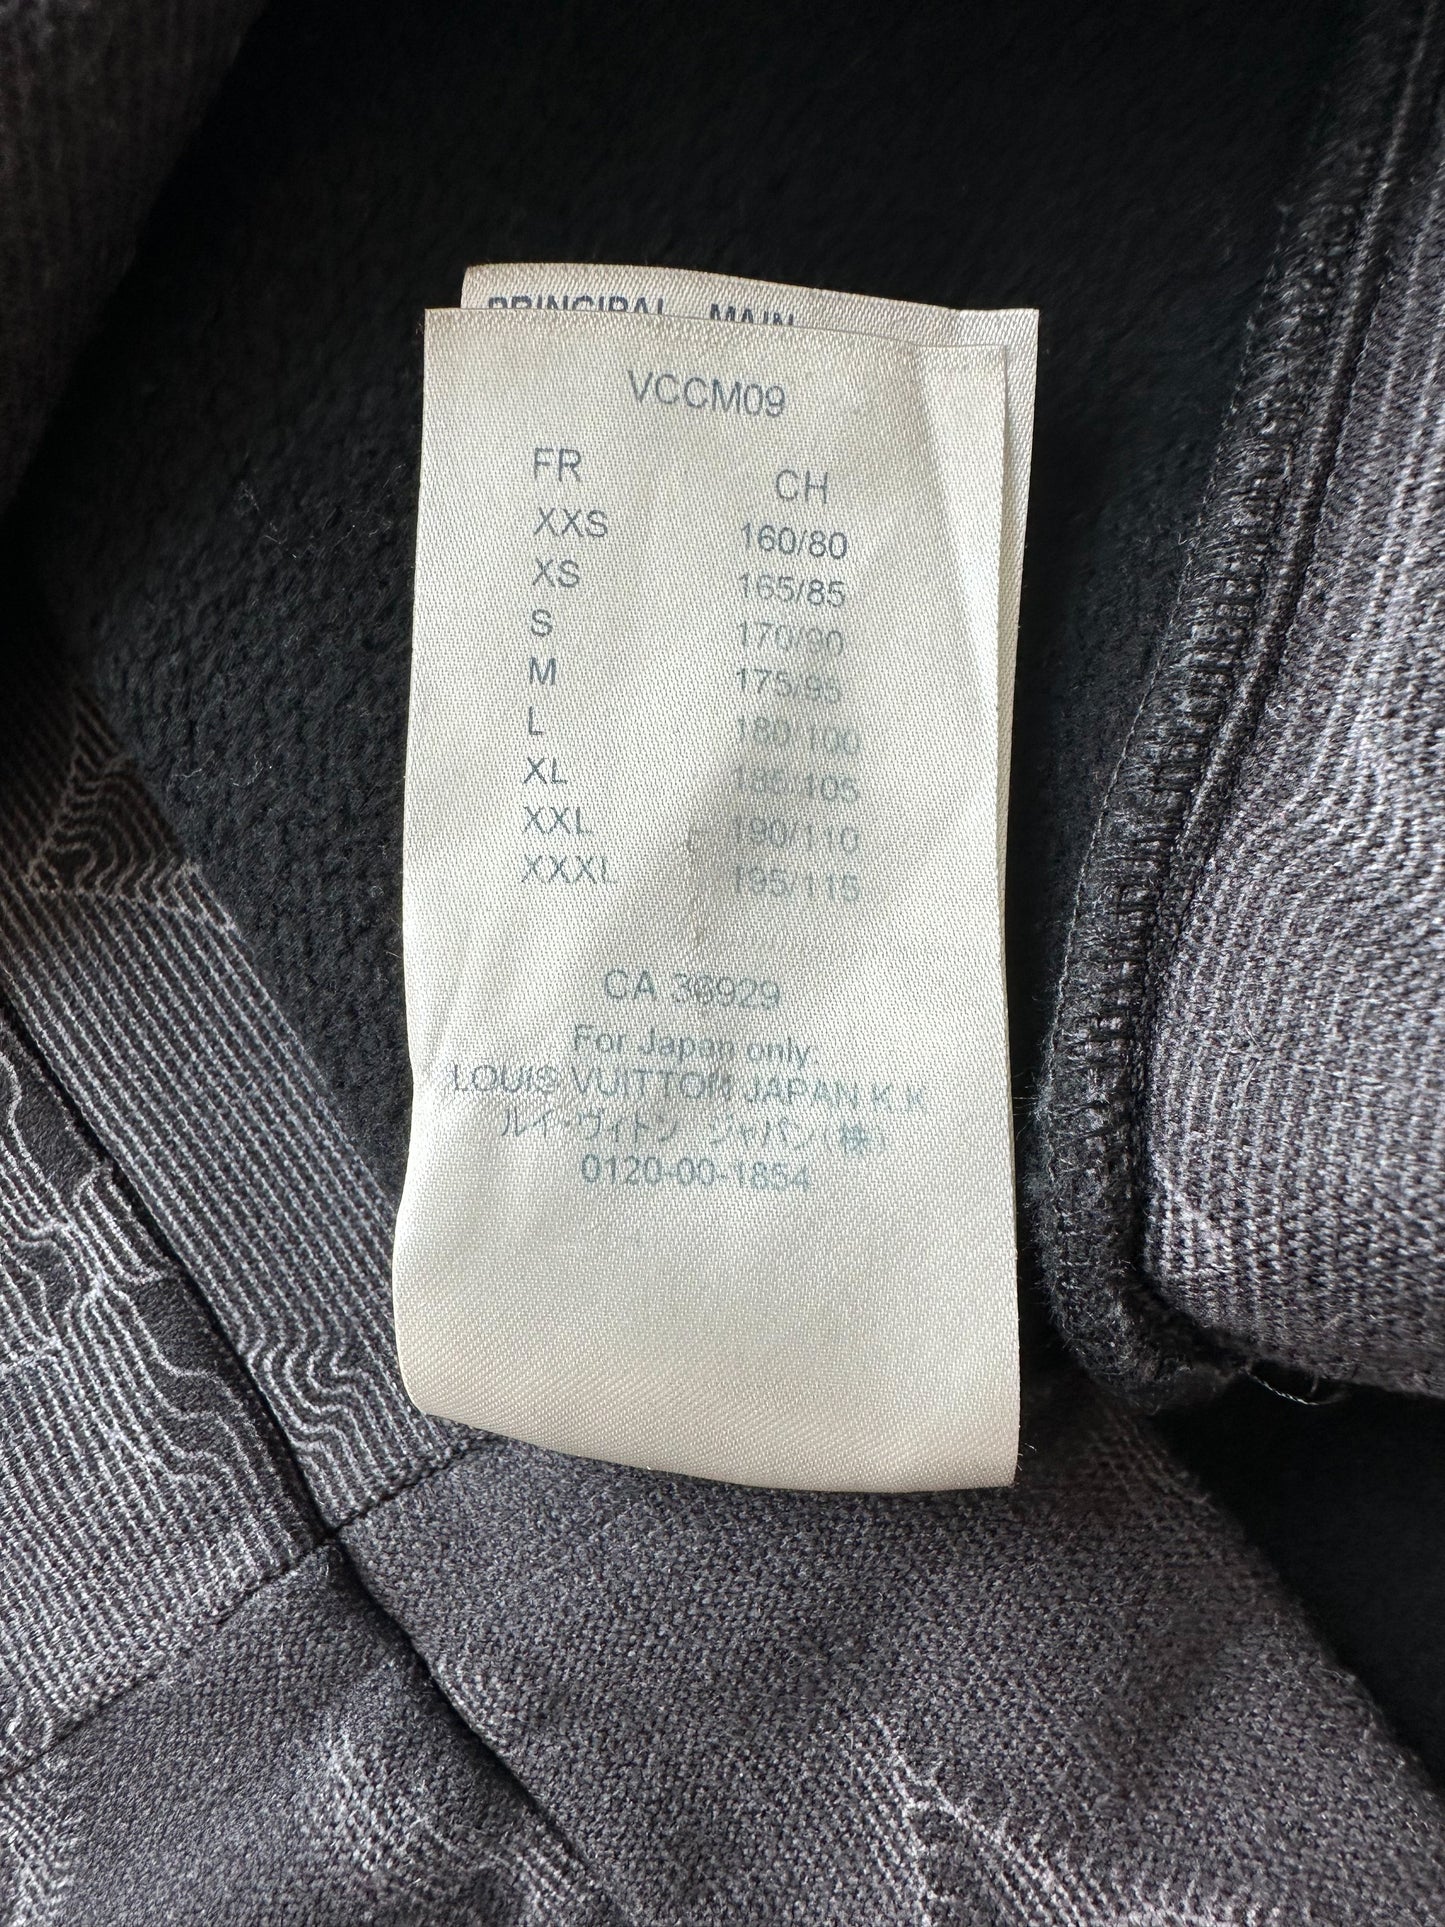 PRINCIPAL MAIN
VCCM09
FR CH
XXS 160/80
XS 165/85
S 170/90
M 175/95
L 180/100
XL 185/105
XXL 190/110
XXXL 195/115
CA 36929
For Japan only:
LOUIS VUITTON JAPAN K.K
ルイ・ヴィトン ジャパン(株)
0120-00-1854